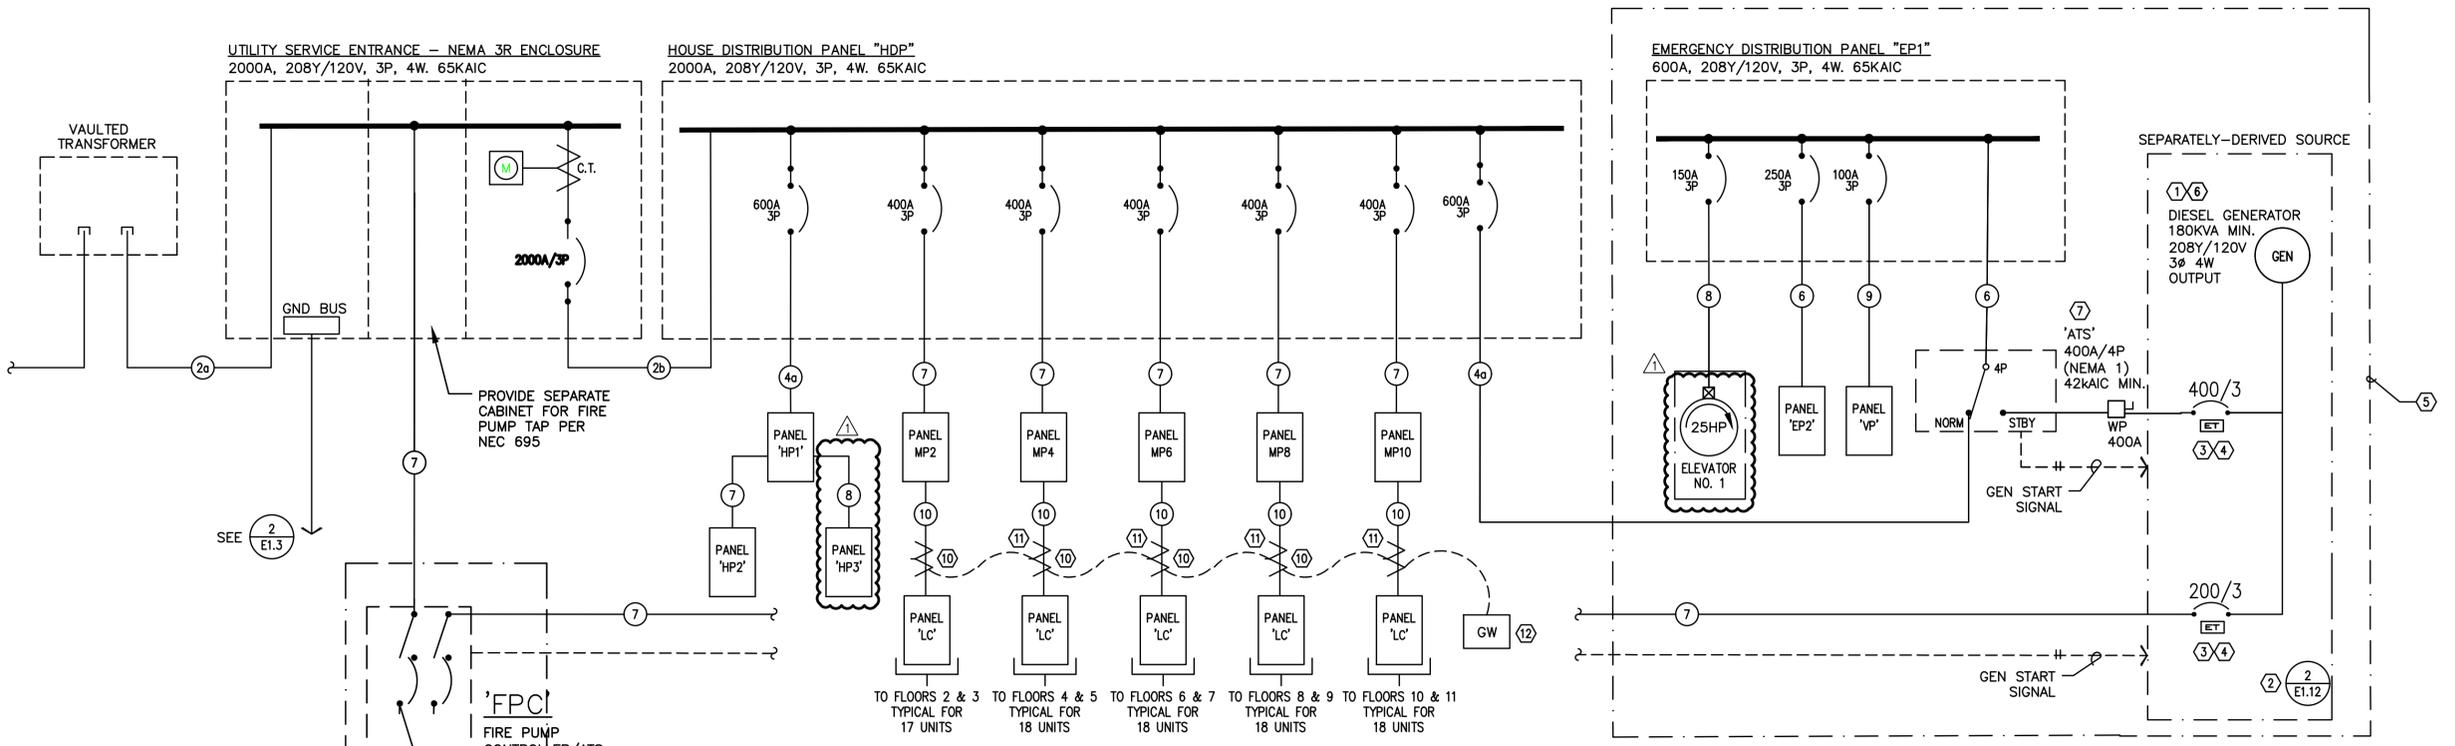 UTILITY SERVICE ENTRANCE – NEMA 3R ENCLOSURE
2000A, 208Y/120V, 3P, 4W. 65KAIC
HOUSE DISTRIBUTION PANEL "HDP"
2000A, 208Y/120V, 3P, 4W. 65KAIC
EMERGENCY DISTRIBUTION PANEL "EP1"
600A, 208Y/120V, 3P, 4W. 65KAIC
VAULTED
TRANSFORMER
2a
M
C.T.
2000A/3P
GND BUS
2b
PROVIDE SEPARATE
CABINET FOR FIRE
PUMP TAP PER
NEC 695
7
SEE
2
E1.3
7
'FPC'
FIRE PUMP
CONTROLLER/ATS
600A
3P
400A
3P
400A
3P
400A
3P
400A
3P
400A
3P
600A
3P
4a
7
7
7
7
7
4a
PANEL
'HP1'
1
PANEL
MP2
PANEL
MP4
PANEL
MP6
PANEL
MP8
PANEL
MP10
7
8
10
10
10
10
10
PANEL
'HP2'
PANEL
'HP3'
10
11
10
11
10
11
10
11
PANEL
'LC'
PANEL
'LC'
PANEL
'LC'
PANEL
'LC'
PANEL
'LC'
GW
12
TO FLOORS 2 & 3
TYPICAL FOR
17 UNITS
TO FLOORS 4 & 5
TYPICAL FOR
18 UNITS
TO FLOORS 6 & 7
TYPICAL FOR
18 UNITS
TO FLOORS 8 & 9
TYPICAL FOR
18 UNITS
TO FLOORS 10 & 11
TYPICAL FOR
18 UNITS
150A
3P
250A
3P
100A
3P
8
6
9
6
1
25HP
ELEVATOR
NO. 1
PANEL
'EP2'
PANEL
'VP'
4P
NORM
STBY
7
'ATS'
400A/4P
(NEMA 1)
42kAIC MIN.
WP
400A
GEN START
SIGNAL
SEPARATELY–DERIVED SOURCE
1 6
DIESEL GENERATOR
180KVA MIN.
208Y/120V
3ø 4W
OUTPUT
GEN
400/3
ET
3 4
5
7
200/3
ET
3 4
GEN START
SIGNAL
2
2
E1.12